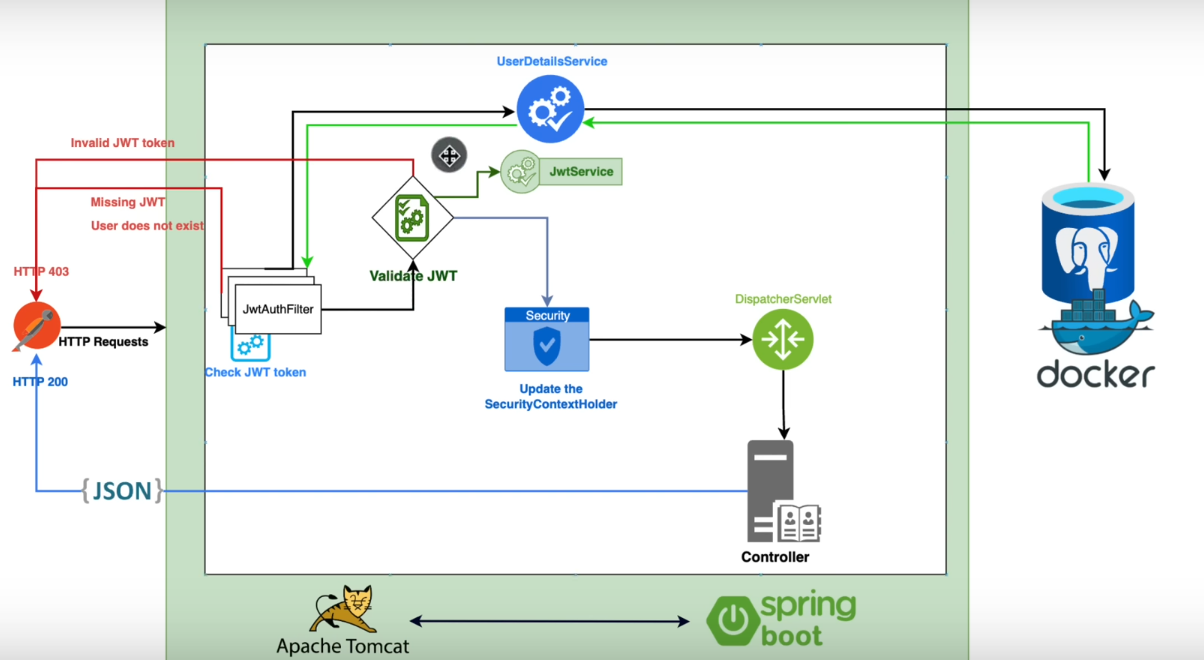 UserDetailsService
Invalid JWT token
JwtService
Missing JWT
User does not exist
Validate JWT
HTTP 403
JwtAuthFilter
DispatcherServlet
Security
HTTP Requests
Check JWT token
HTTP 200
Update the
SecurityContextHolder
docker
{JSON}
Controller
Apache Tomcat
spring
boot